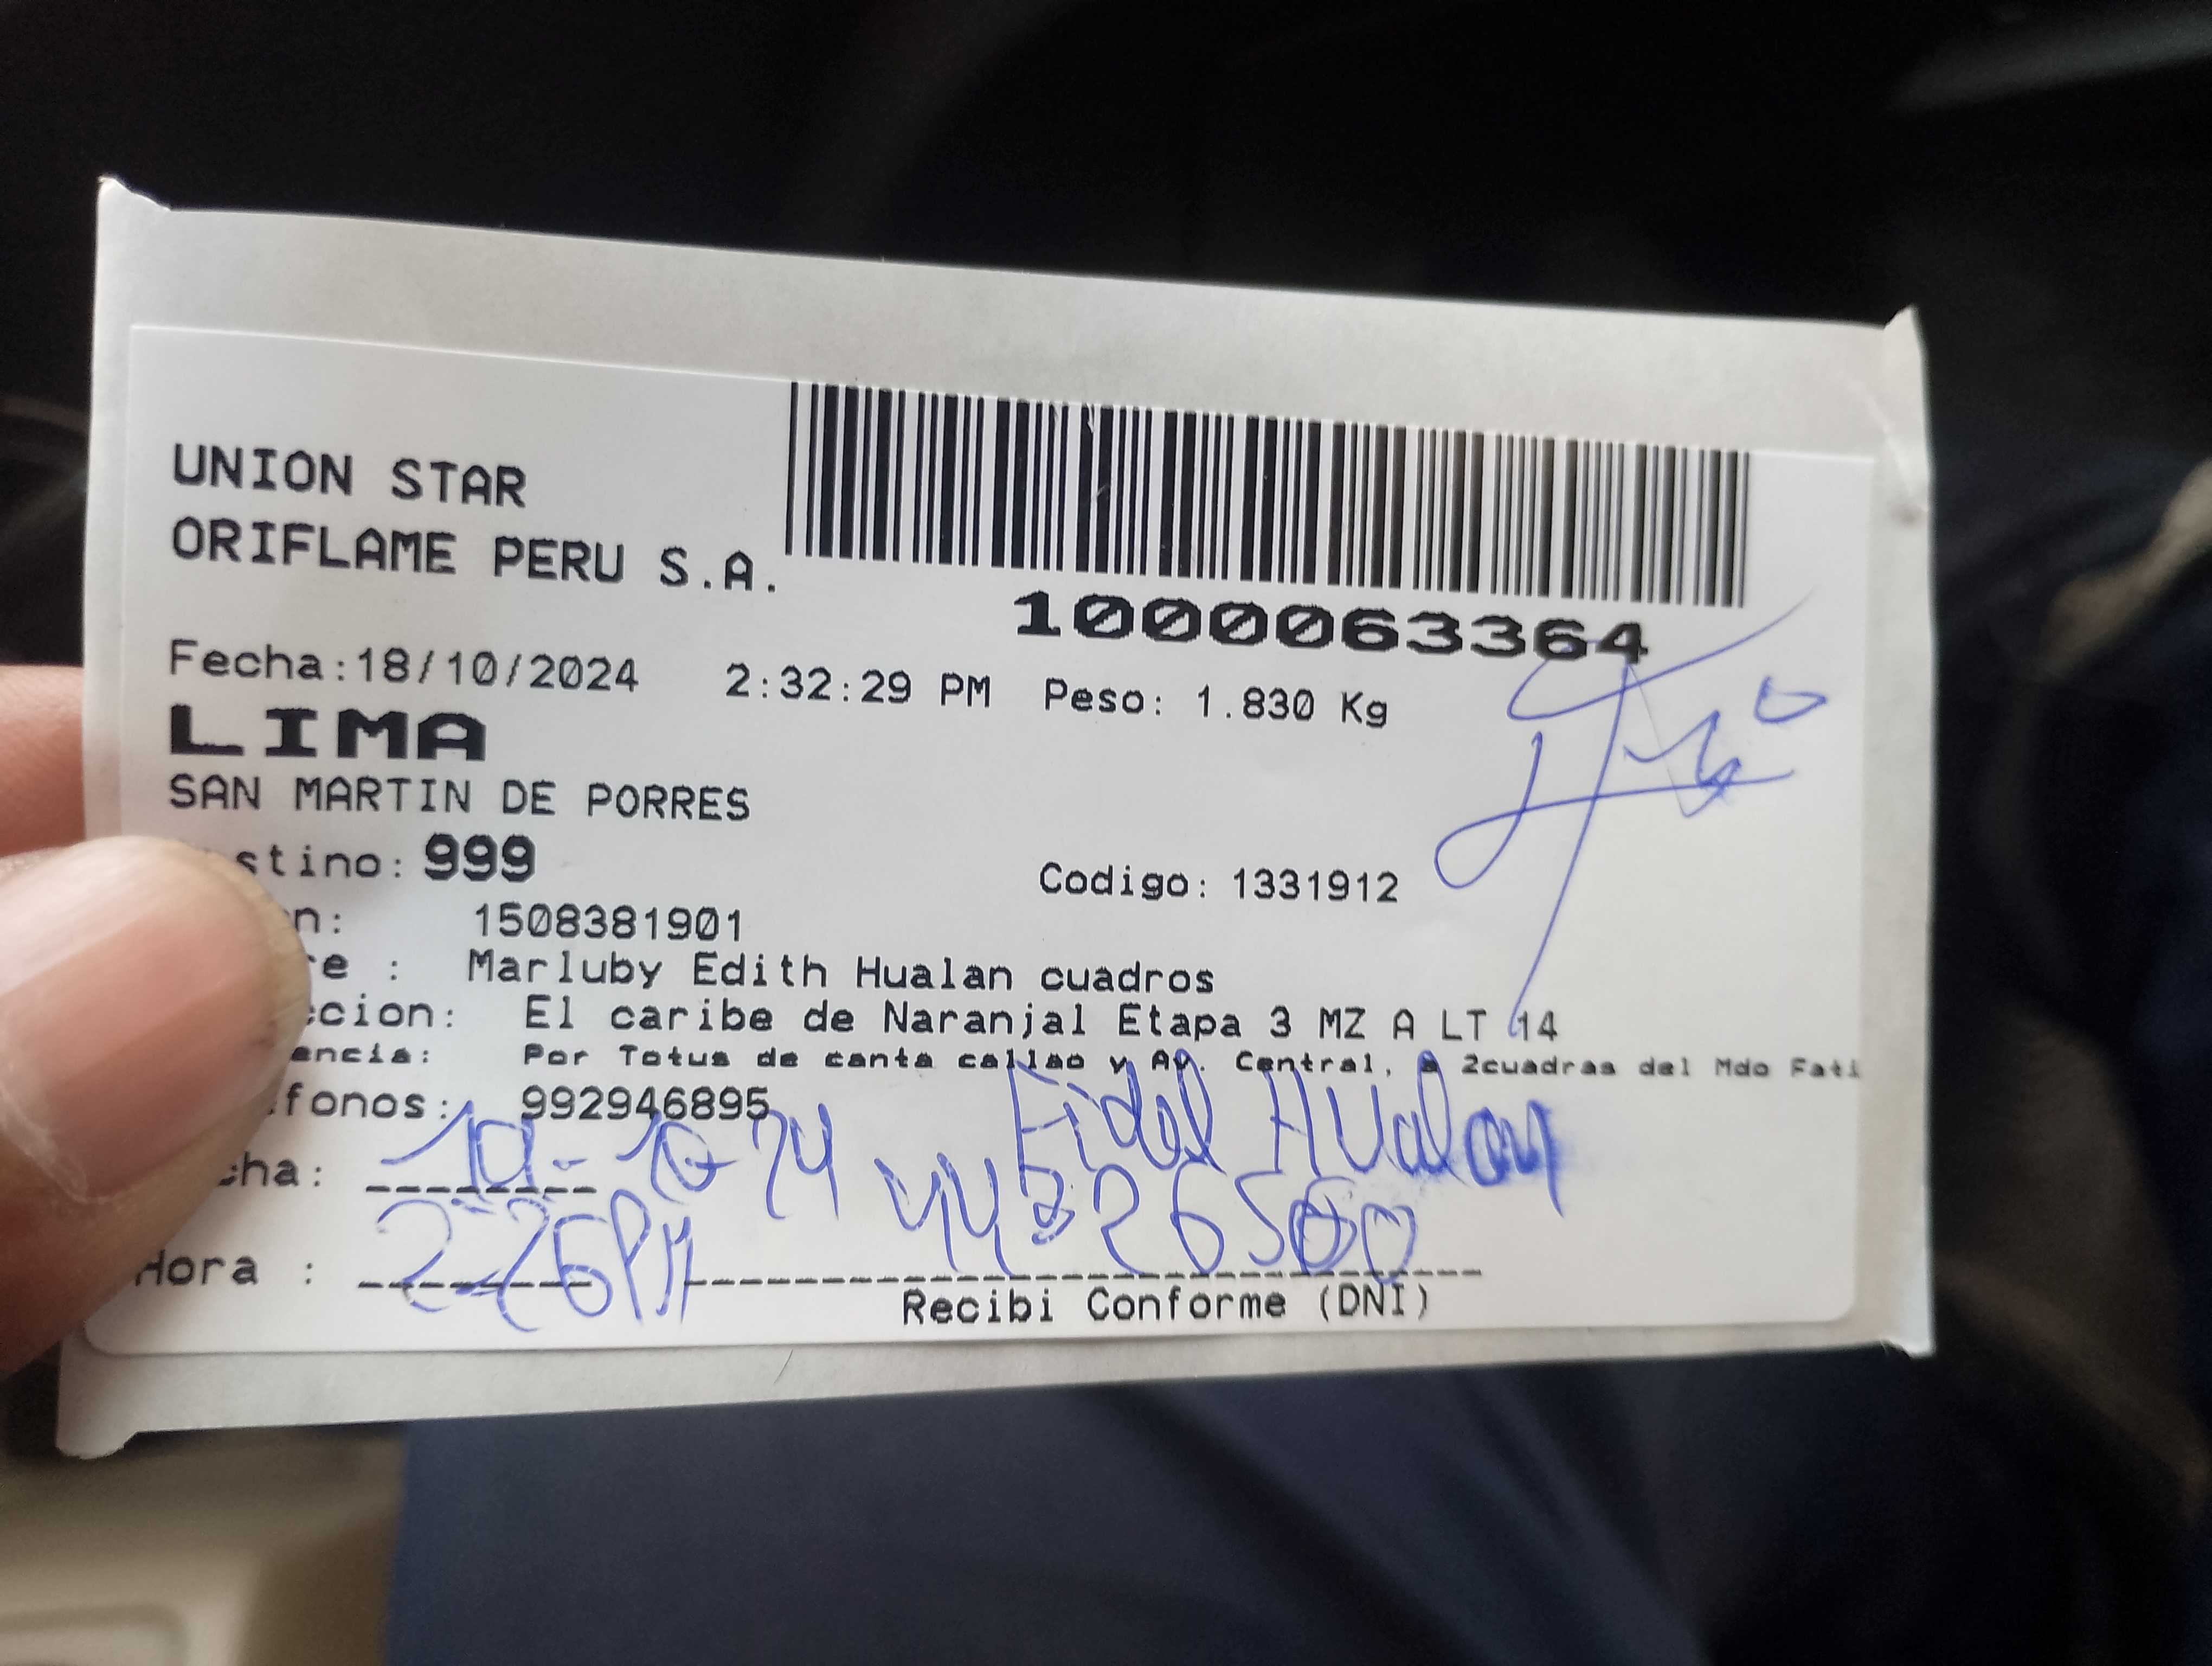 UNION STAR
ORIFLAME PERU S.A.
1000063364
Fecha:18/10/2024 2:32:29 PM Peso: 1.830 Kg
LIMA
SAN MARTIN DE PORRES
stino: 999
Codigo: 1331912
n: 1508381901
re : Marluby Edith Hualan cuadros
ccion: El caribe de Naranjal Etapa 3 MZ A LT 14
encia: Por Totus de canta callao y Av. Central, a 2cuadras del Mdo Fati
fonos: 992946895
Fidel Hualan
cha: 19-10-24
Hora : 2:26PM
Recibi Conforme (DNI)